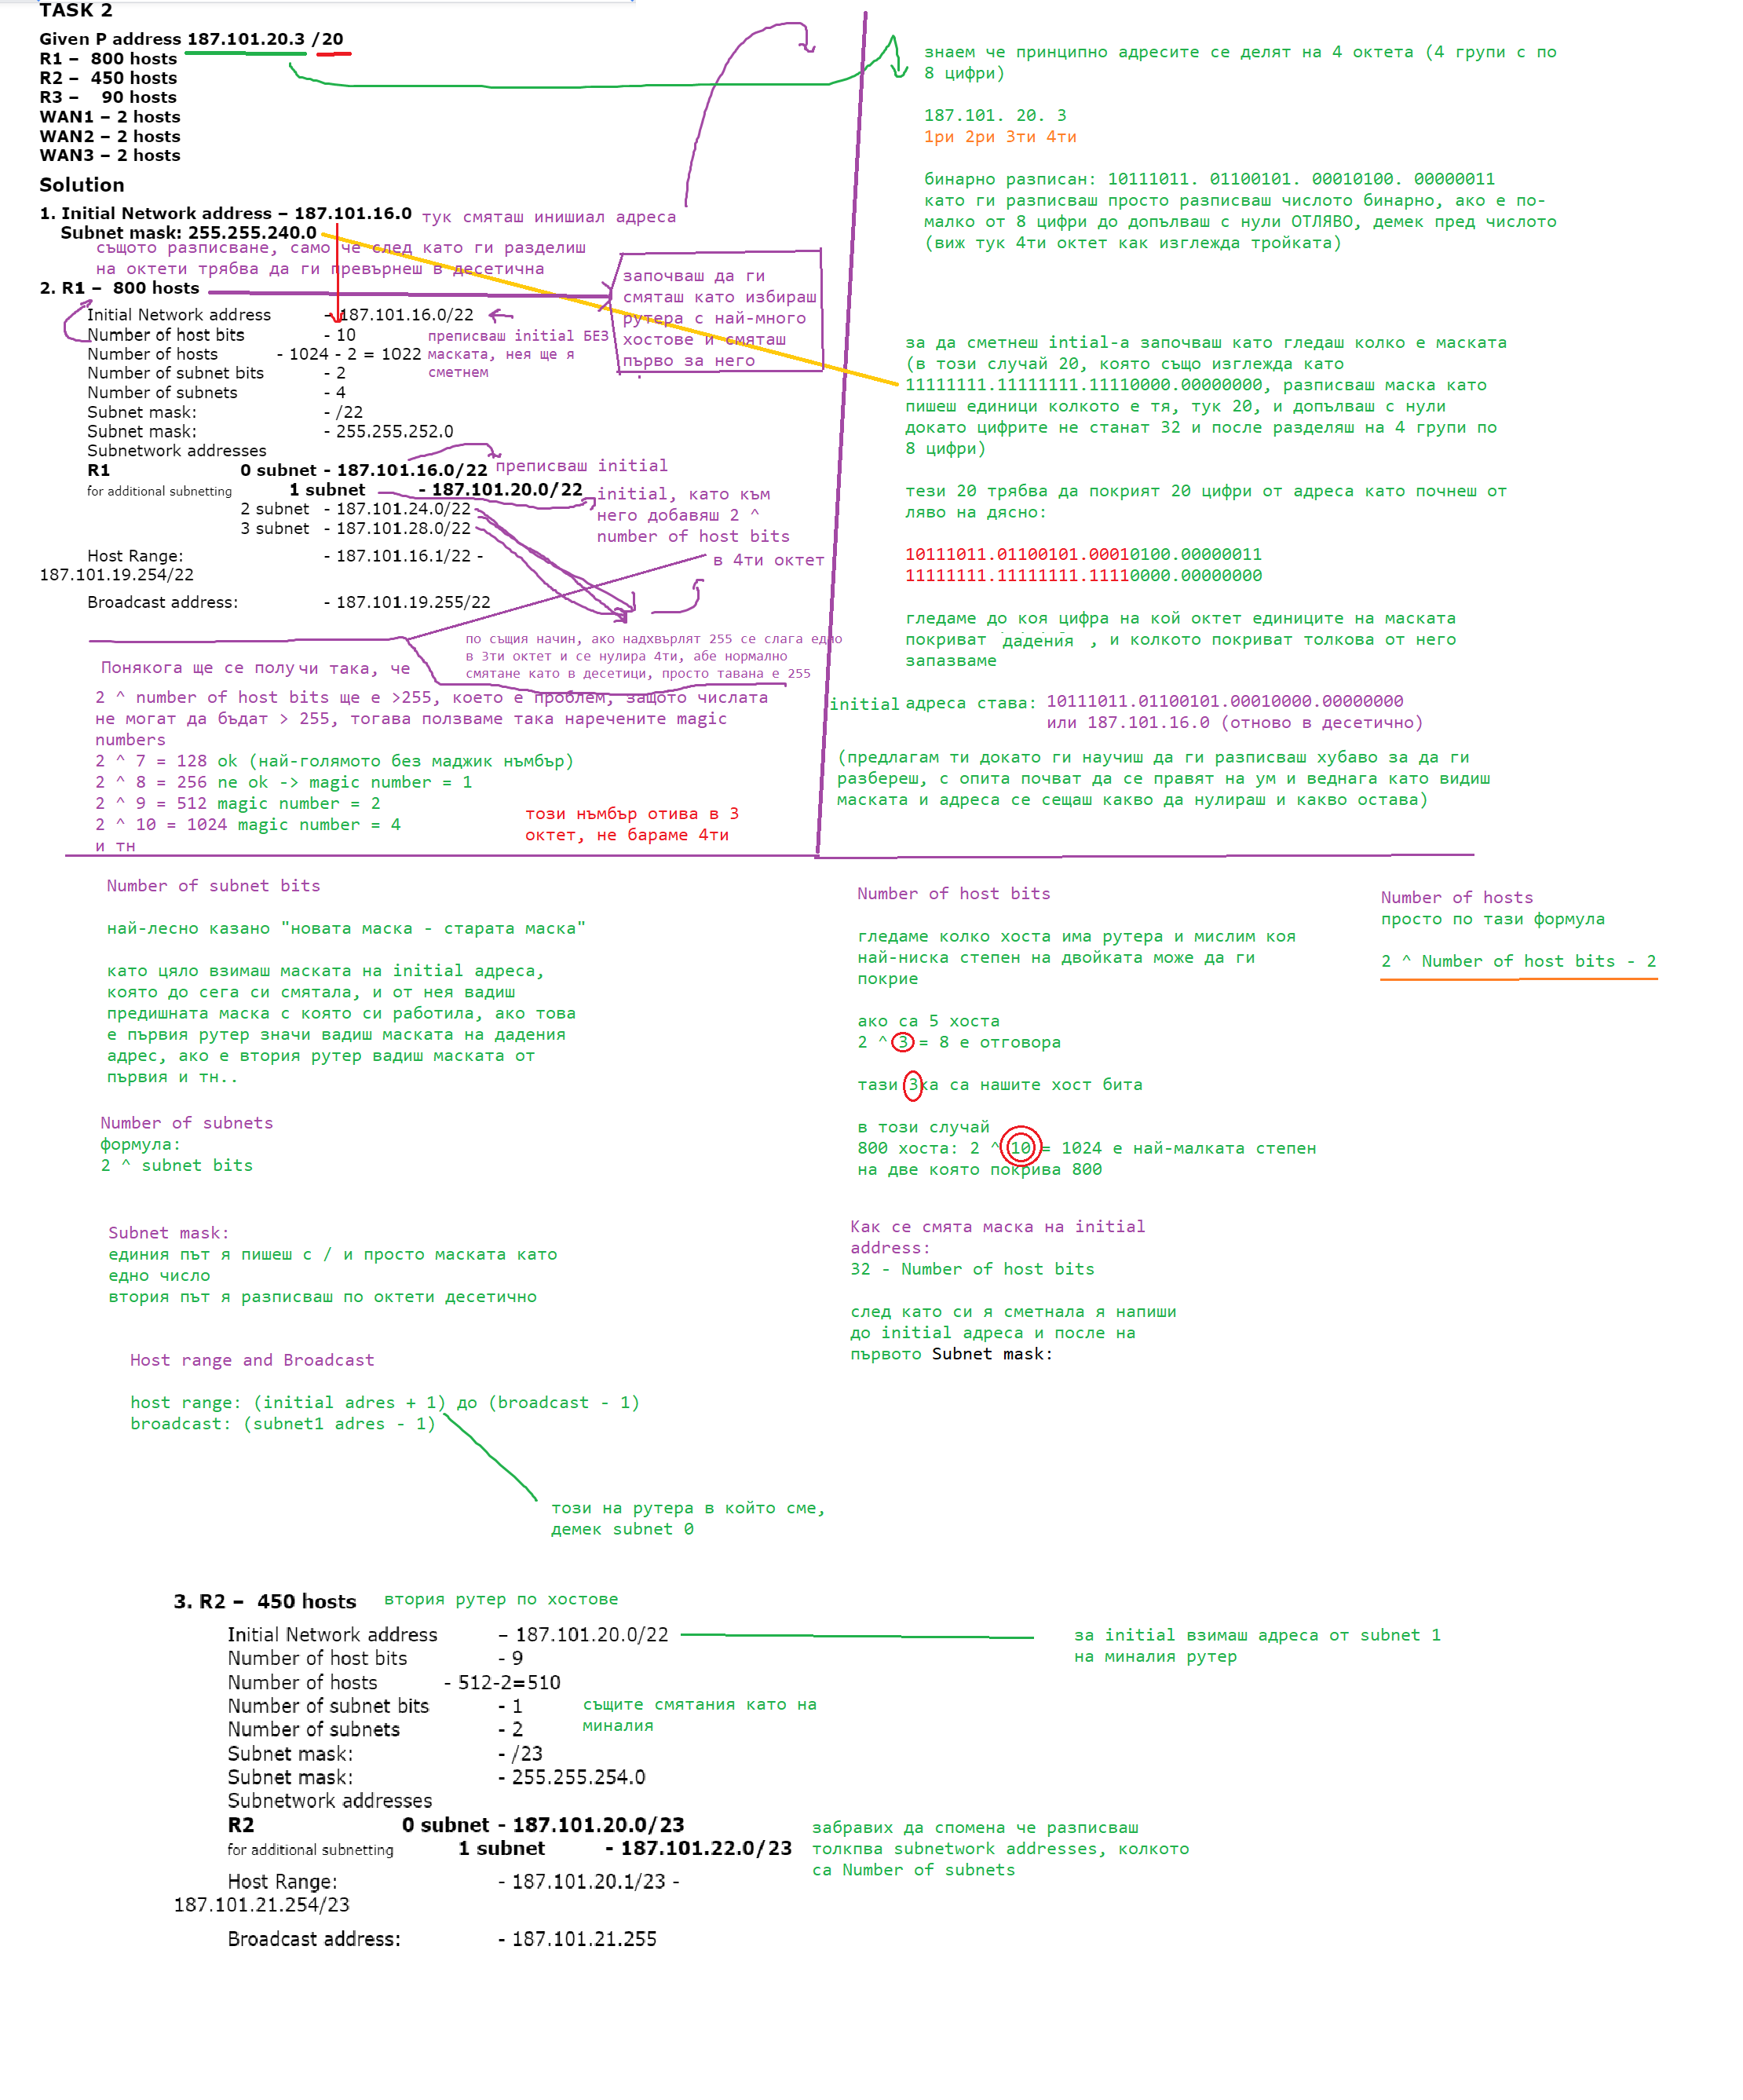 TASK 2
Given P address 187.101.20.3 /20
R1 – 800 hosts
R2 – 450 hosts
R3 – 90 hosts
WAN1 – 2 hosts
WAN2 – 2 hosts
WAN3 – 2 hosts
Solution
1. Initial Network address – 187.101.16.0 тук смяташ инишиал адреса
Subnet mask: 255.255.240.0
същото разписване, само че след като ги разделиш
на октети трябва да ги превърнеш в десетична
2. R1 – 800 hosts
започваш да ги
смяташ като избираш
рутера с най-много
хостове и смяташ
първо за него
Initial Network address - 187.101.16.0/22
Number of host bits - 10
Number of hosts - 1024 - 2 = 1022
преписваш initial БЕЗ
маската, нея ще я
сметнем
Number of subnet bits - 2
Number of subnets - 4
Subnet mask: - /22
Subnet mask: - 255.255.252.0
Subnetwork addresses
R1 0 subnet - 187.101.16.0/22 преписваш initial
for additional subnetting 1 subnet - 187.101.20.0/22
2 subnet - 187.101.24.0/22
3 subnet - 187.101.28.0/22
initial, като към
него добавяш 2 ^
number of host bits
в 4ти октет
Host Range: - 187.101.16.1/22 -
187.101.19.254/22
Broadcast address: - 187.101.19.255/22
по същия начин, ако надхвърлят 255 се слага едно
в 3ти октет и се нулира 4ти, абе нормално
смятане като в десетици, просто тавана е 255
Понякога ще се получи така, че
2 ^ number of host bits ще е >255, което е проблем, защото числата
не могат да бъдат > 255, тогава ползваме така наречените magic
numbers
2 ^ 7 = 128 ok (най-голямото без маджик нъмбър)
2 ^ 8 = 256 ne ok -> magic number = 1
2 ^ 9 = 512 magic number = 2
2 ^ 10 = 1024 magic number = 4
и тн
този нъмбър отива в 3
октет, не бараме 4ти
знаем че принципно адресите се делят на 4 октета (4 групи с по
8 цифри)
187.101. 20. 3
1ри 2ри 3ти 4ти
бинарно разписан: 10111011. 01100101. 00010100. 00000011
като ги разписваш просто разписваш числото бинарно, ако е по-
малко от 8 цифри до допълваш с нули ОТЛЯВО, демек пред числото
(виж тук 4ти октет как изглежда тройката)
за да сметнеш intial-а започваш като гледаш колко е маската
(в този случай 20, която също изглежда като
11111111.11111111.11110000.00000000, разписваш маска като
пишеш единици колкото е тя, тук 20, и допълваш с нули
докато цифрите не станат 32 и после разделяш на 4 групи по
8 цифри)
тези 20 трябва да покрият 20 цифри от адреса като почнеш от
ляво на дясно:
10111011.01100101.00010100.00000011
11111111.11111111.11110000.00000000
гледаме до коя цифра на кой октет единиците на маската
покриват дадения , и колкото покриват толкова от него
запазваме
initial адреса става: 10111011.01100101.00010000.00000000
или 187.101.16.0 (отново в десетично)
(предлагам ти докато ги научиш да ги разписваш хубаво за да ги
разбереш, с опита почват да се правят на ум и веднага като видиш
маската и адреса се сещаш какво да нулираш и какво остава)
Number of subnet bits
най-лесно казано "новата маска - старата маска"
като цяло взимаш маската на initial адреса,
която до сега си смятала, и от нея вадиш
предишната маска с която си работила, ако това
е първия рутер значи вадиш маската на дадения
адрес, ако е втория рутер вадиш маската от
първия и тн..
Number of subnets
формула:
2 ^ subnet bits
Subnet mask:
единия път я пишеш с / и просто маската като
едно число
втория път я разписваш по октети десетично
Host range and Broadcast
host range: (initial adres + 1) до (broadcast - 1)
broadcast: (subnet1 adres - 1)
този на рутера в който сме,
демек subnet 0
Number of host bits
гледаме колко хоста има рутера и мислим коя
най-ниска степен на двойката може да ги
покрие
ако са 5 хоста
2 ^ 3 = 8 е отговора
тази 3ка са нашите хост бита
в този случай
800 хоста: 2 ^ 10 = 1024 е най-малката степен
на две която покрива 800
Как се смята маска на initial
address:
32 - Number of host bits
след като си я сметнала я напиши
до initial адреса и после на
първото Subnet mask:
Number of hosts
просто по тази формула
2 ^ Number of host bits - 2
3. R2 – 450 hosts втория рутер по хостове
Initial Network address – 187.101.20.0/22
за initial взимаш адреса от subnet 1
на миналия рутер
Number of host bits - 9
Number of hosts - 512-2=510
Number of subnet bits - 1
Number of subnets - 2
същите смятания като на
миналия
Subnet mask: - /23
Subnet mask: - 255.255.254.0
Subnetwork addresses
R2 0 subnet - 187.101.20.0/23
for additional subnetting 1 subnet - 187.101.22.0/23
забравих да спомена че разписваш
толкпва subnetwork addresses, колкото
са Number of subnets
Host Range: - 187.101.20.1/23 -
187.101.21.254/23
Broadcast address: - 187.101.21.255